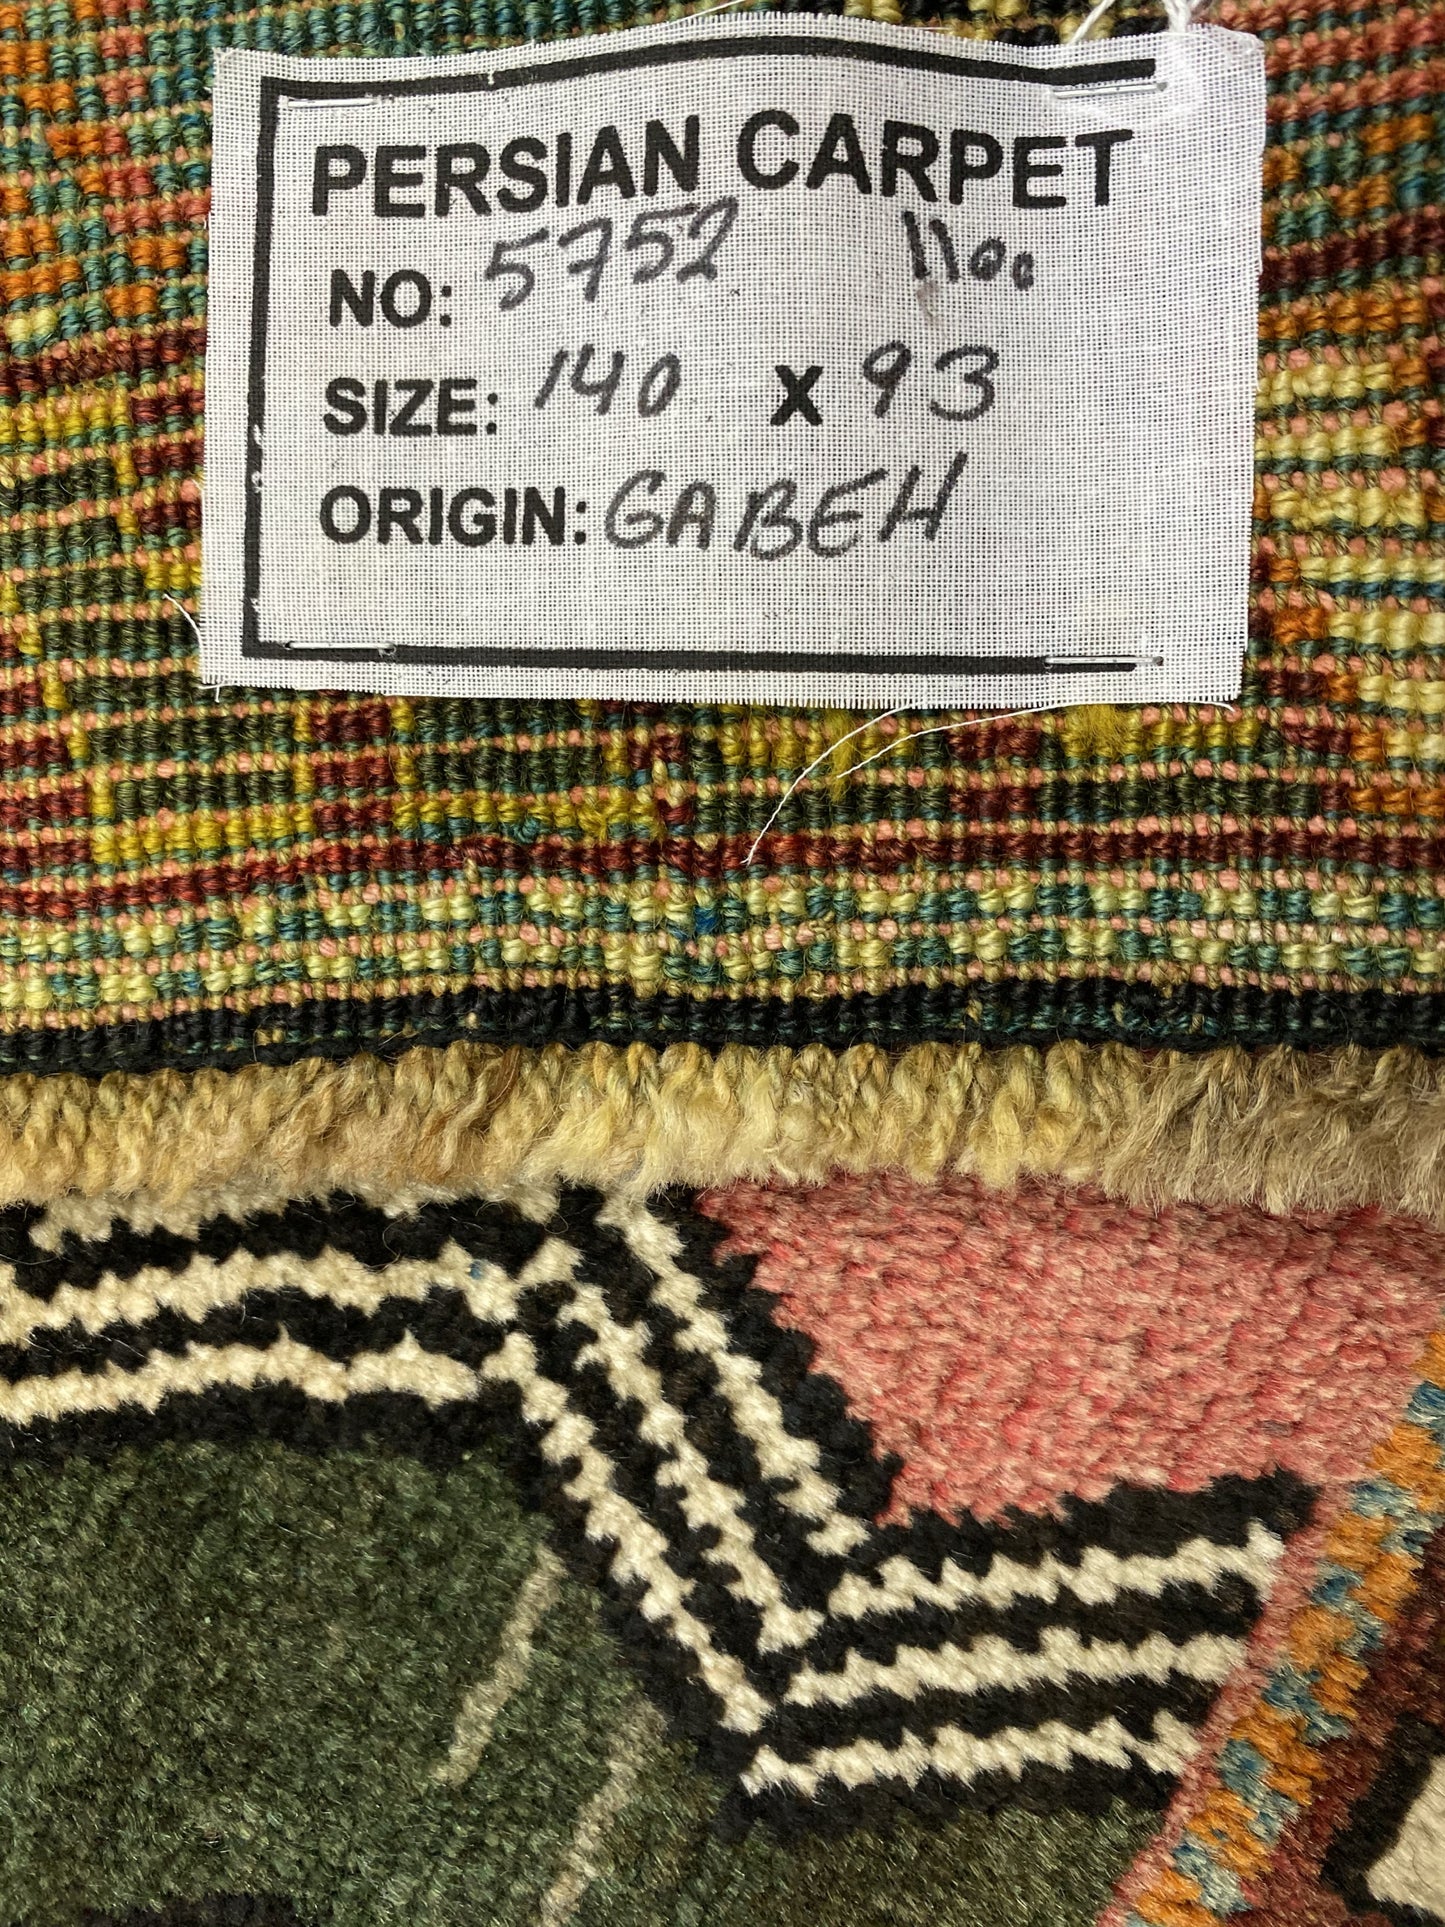 PERSIAN CARPET
NO: 5752 1100
SIZE: 140 X 93
ORIGIN: GABEH